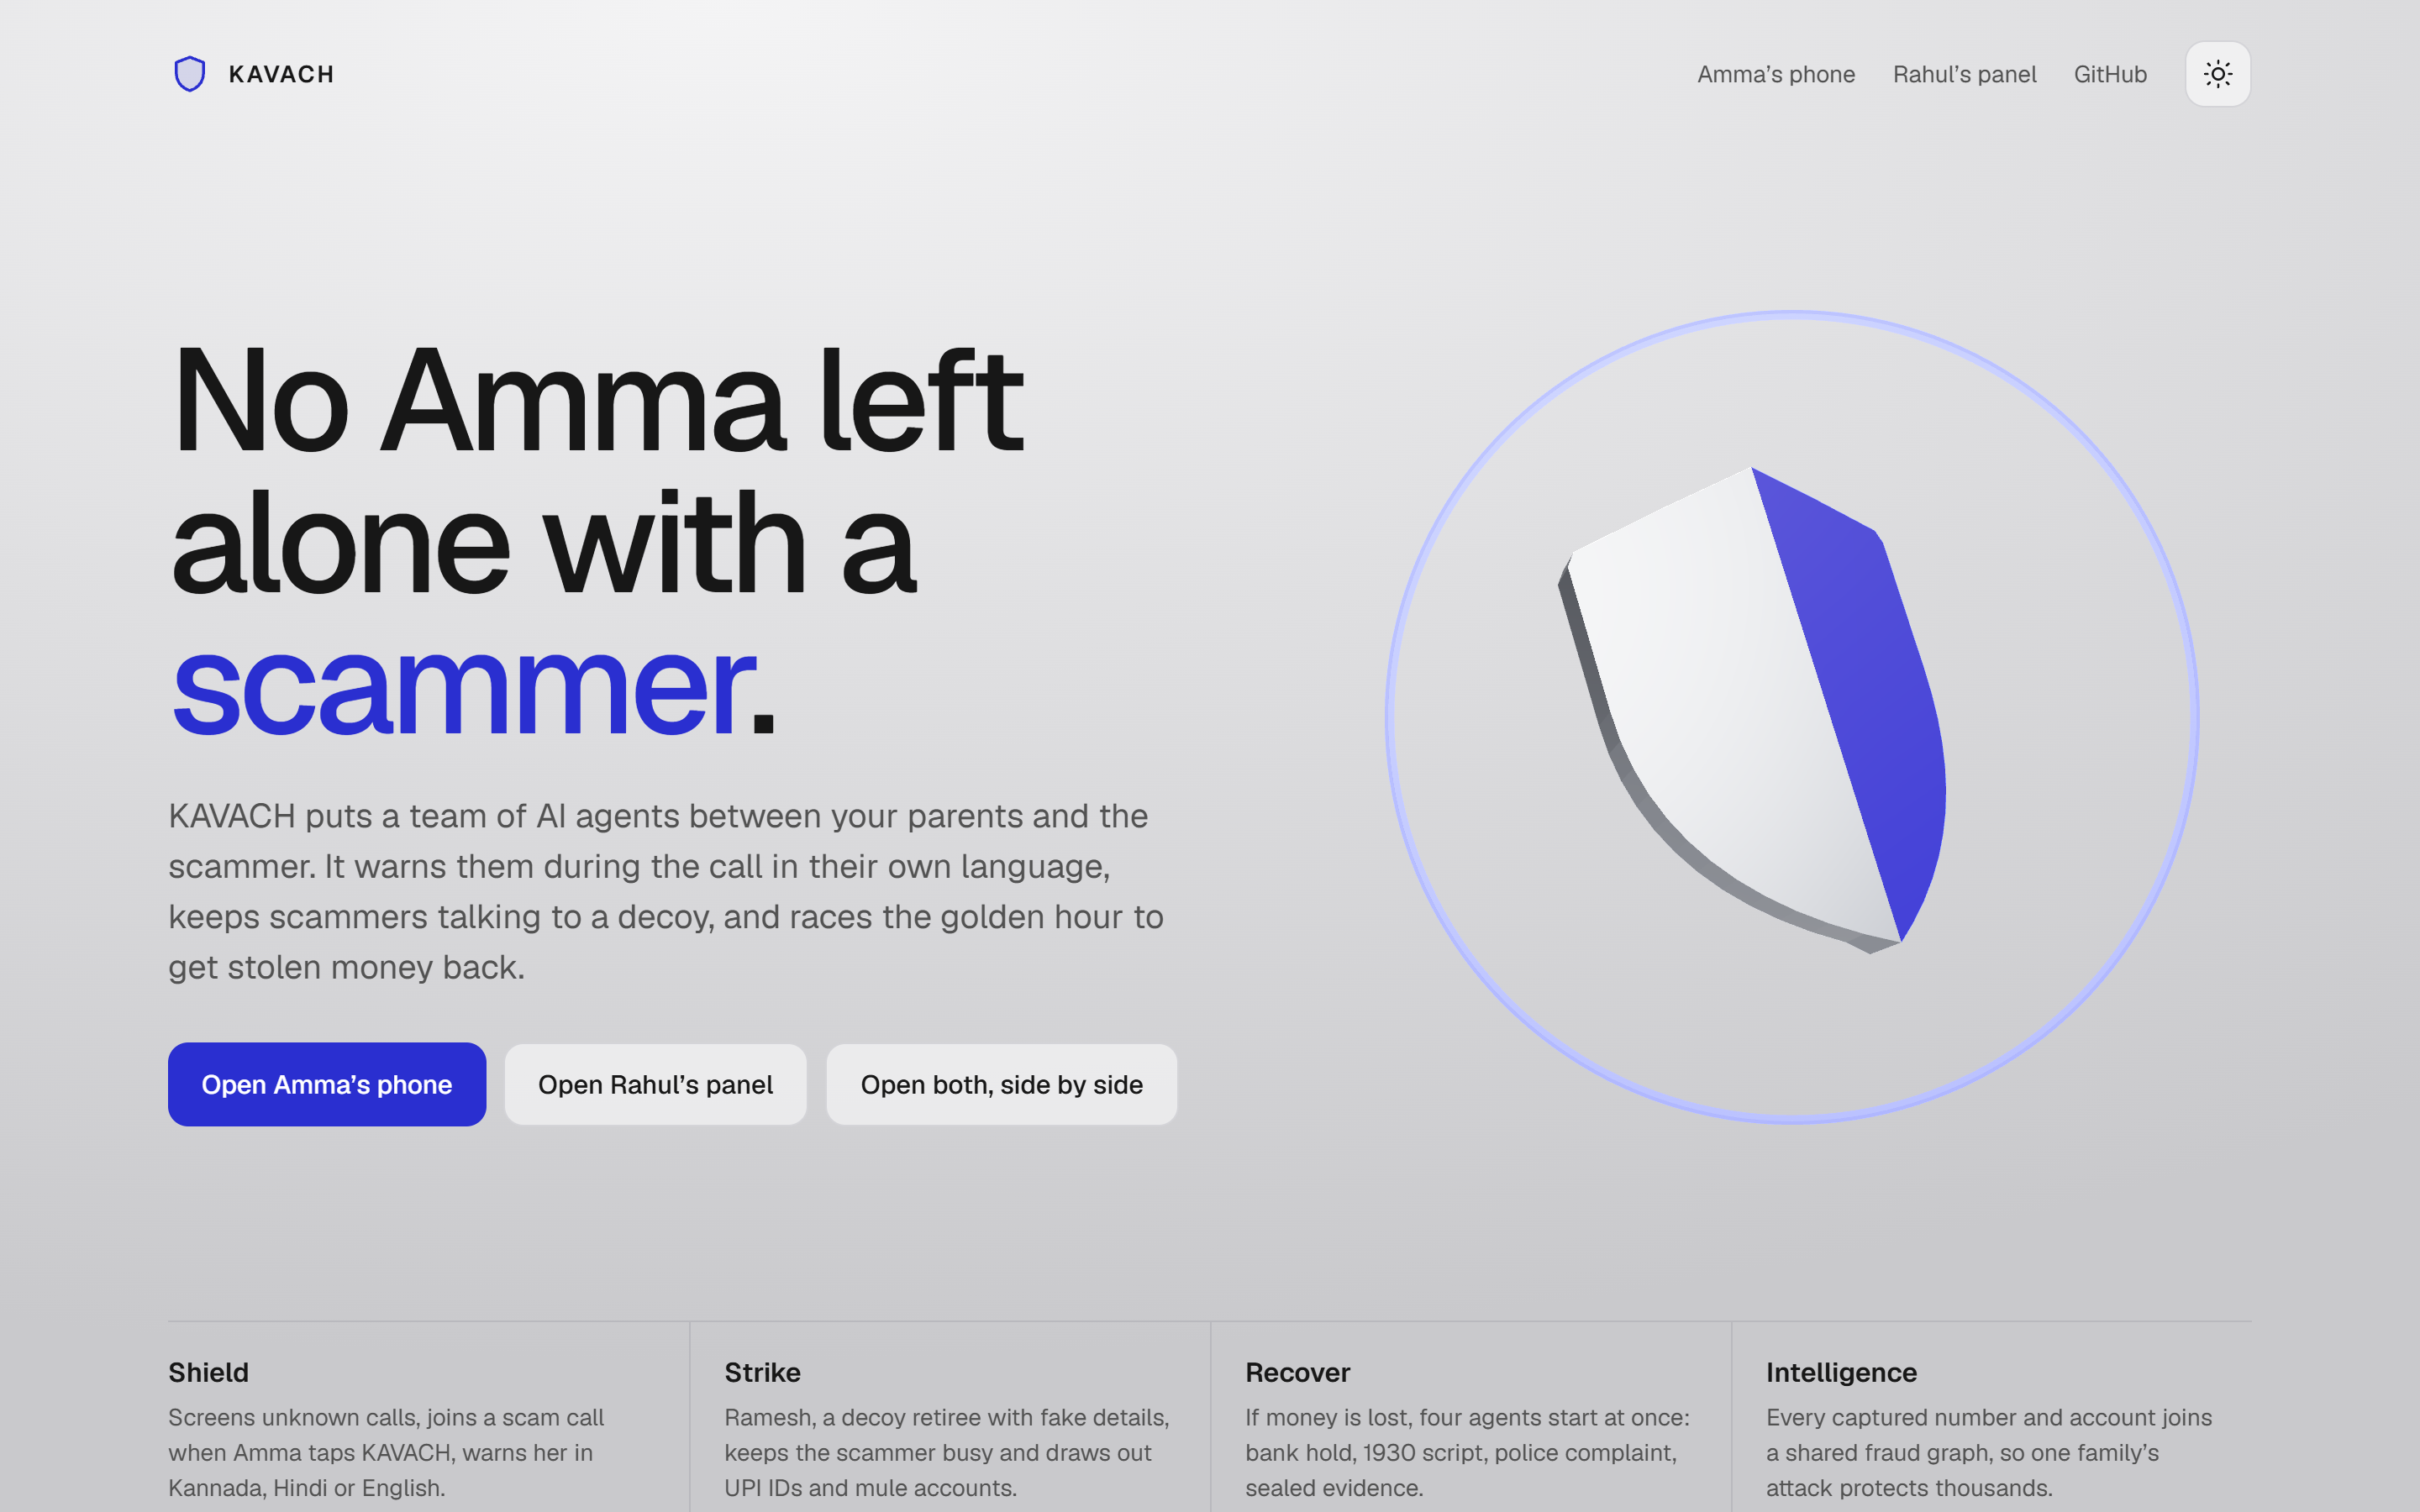 KAVACH
Amma’s phone
Rahul’s panel
GitHub
No Amma left
alone with a
scammer.
KAVACH puts a team of AI agents between your parents and the
scammer. It warns them during the call in their own language,
keeps scammers talking to a decoy, and races the golden hour to
get stolen money back.
Open Amma’s phone
Open Rahul’s panel
Open both, side by side
Shield
Screens unknown calls, joins a scam call
when Amma taps KAVACH, warns her in
Kannada, Hindi or English.
Strike
Ramesh, a decoy retiree with fake details,
keeps the scammer busy and draws out
UPI IDs and mule accounts.
Recover
If money is lost, four agents start at once:
bank hold, 1930 script, police complaint,
sealed evidence.
Intelligence
Every captured number and account joins
a shared fraud graph, so one family’s
attack protects thousands.